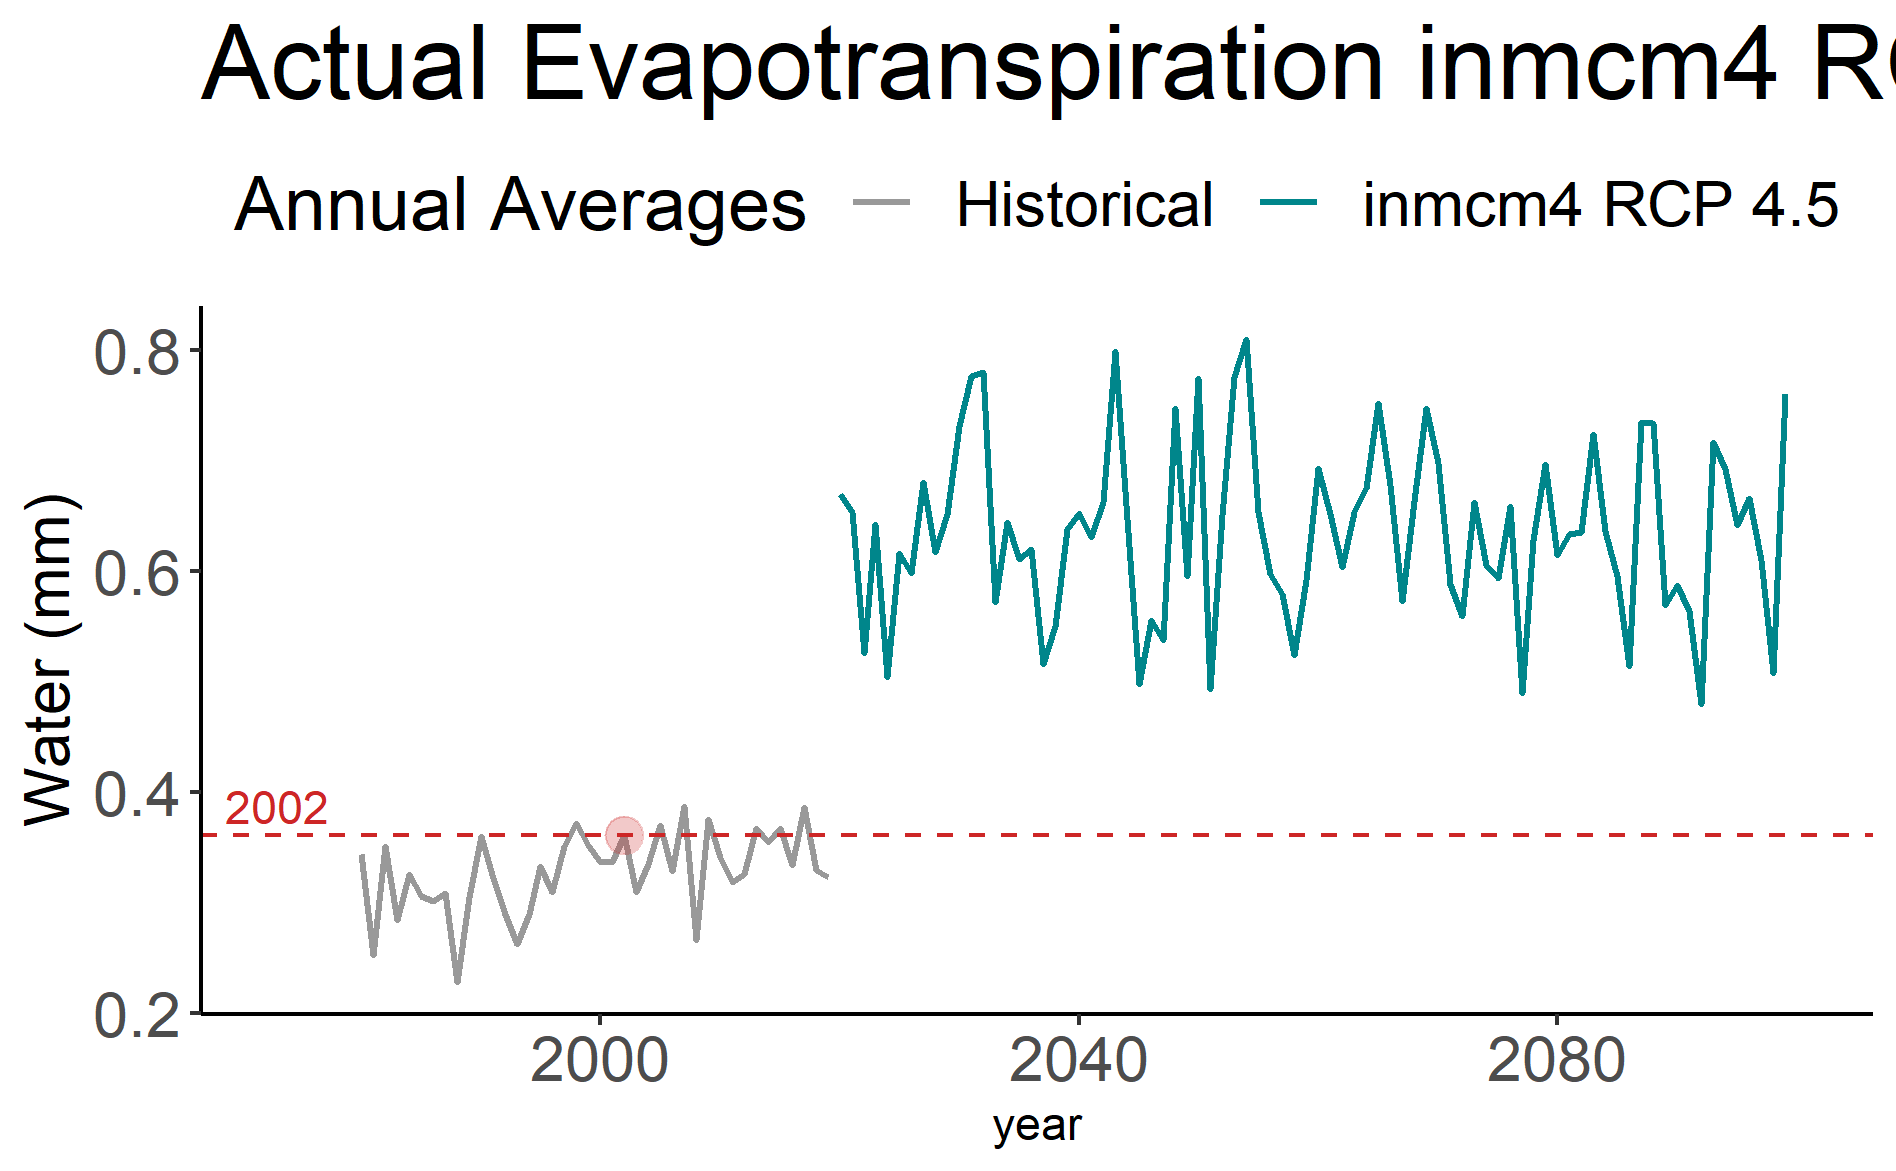 Actual Evapotranspiration inmcm4 RC
Annual Averages Historical inmcm4 RCP 4.5
Water (mm)
0.8
0.6
0.4
0.2
2002
2000 2040 2080
year